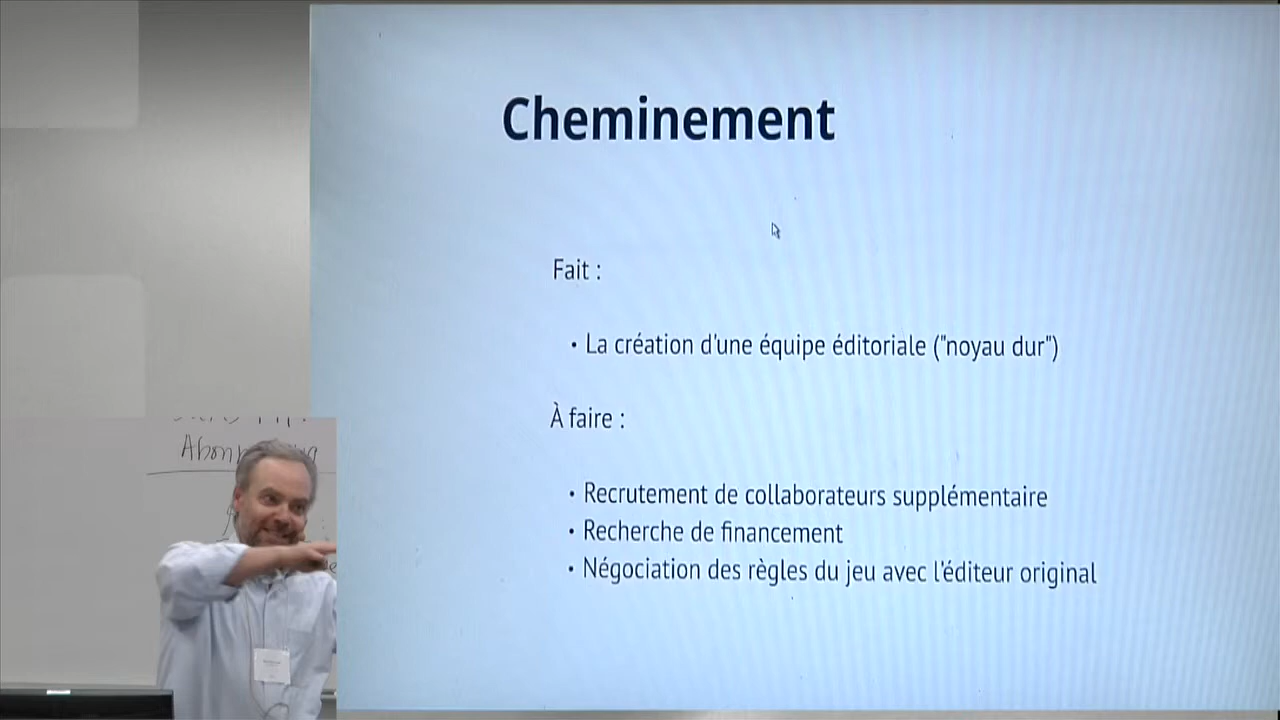 Cheminement
Fait :
• La création d'une équipe éditoriale ("noyau dur")
À faire :
• Recrutement de collaborateurs supplémentaire
• Recherche de financement
• Négociation des règles du jeu avec l'éditeur original